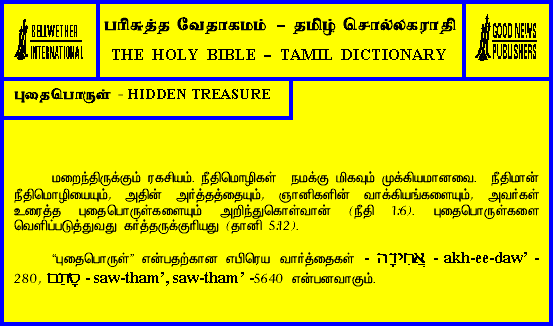 BELLWETHER
INTERNATIONAL
பரிசுத்த வேதாகமம் – தமிழ் சொல்லகராதி
THE HOLY BIBLE – TAMIL DICTIONARY
GOOD NEWS
PUBLISHERS
புதைபொருள் - HIDDEN TREASURE
மறைந்திருக்கும் ரகசியம். நீதிமொழிகள் நமக்கு மிகவும் முக்கியமானவை. நீதிமான்
நீதிமொழியையும், அதின் அர்த்தத்தையும், ஞானிகளின் வாக்கியங்களையும், அவர்கள்
உரைத்த புதைபொருள்களையும் அறிந்துகொள்வான் (நீதி 1:6). புதைபொருள்களை
வெளிப்படுத்துவது கர்த்தருக்குரியது (தானி 5:12).
“புதைபொருள்” என்பதற்கான எபிரெய வார்த்தைகள் - אֲחִידָה - akh-ee-daw’ -
280, סָתַם - saw-tham’, saw-tham’ -5640 என்பனவாகும்.